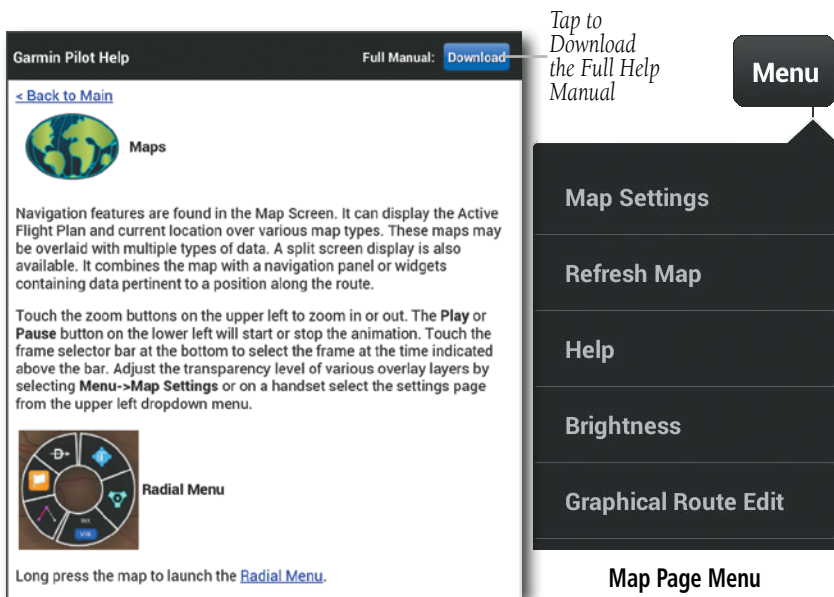 Garmin Pilot Help
Full Manual: Download
Tap to
Download
the Full Help
Manual
< Back to Main
Maps
Navigation features are found in the Map Screen. It can display the Active
Flight Plan and current location over various map types. These maps may
be overlaid with multiple types of data. A split screen display is also
available. It combines the map with a navigation panel or widgets
containing data pertinent to a position along the route.
Touch the zoom buttons on the upper left to zoom in or out. The Play or
Pause button on the lower left will start or stop the animation. Touch the
frame selector bar at the bottom to select the frame at the time indicated
above the bar. Adjust the transparency level of various overlay layers by
selecting Menu->Map Settings or on a handset select the settings page
from the upper left dropdown menu.
D
WX
VFR
Radial Menu
Long press the map to launch the Radial Menu.
Menu
Map Settings
Refresh Map
Help
Brightness
Graphical Route Edit
Map Page Menu